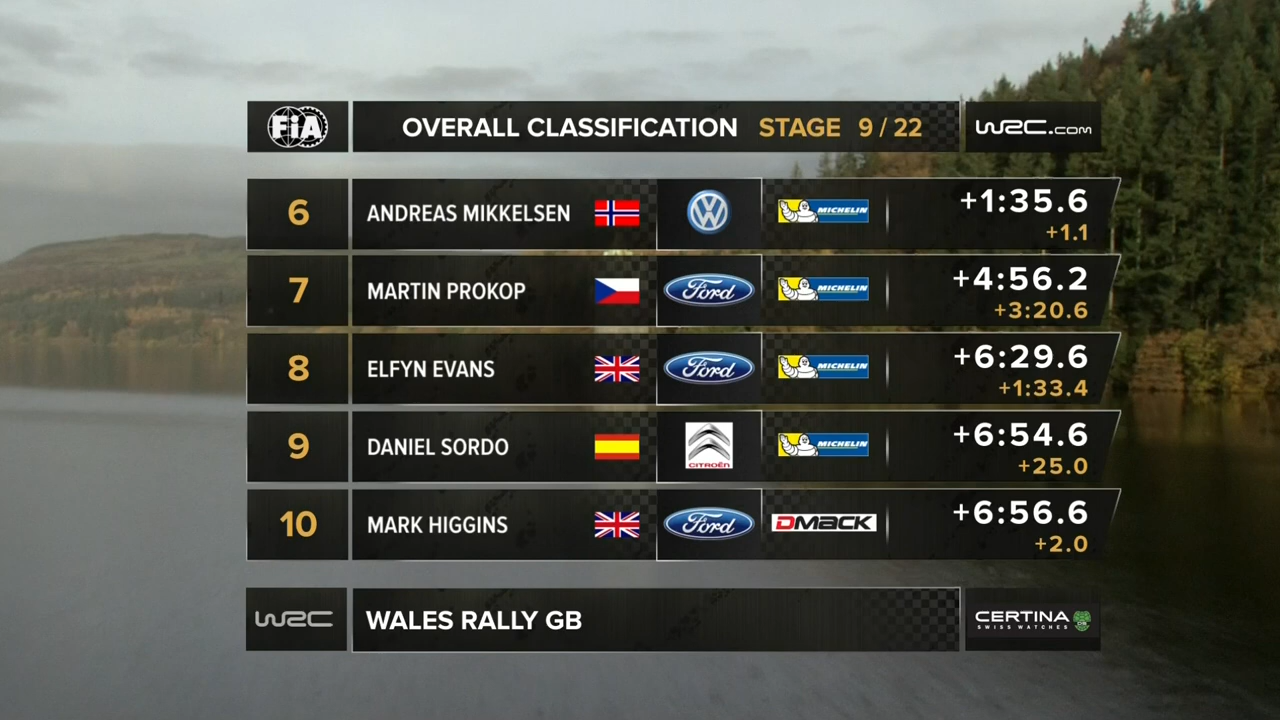 FiA OVERALL CLASSIFICATION STAGE 9 / 22 WRC.COM
6 ANDREAS MIKKELSEN MICHELIN +1:35.6
+1.1
7 MARTIN PROKOP Ford MICHELIN +4:56.2
+3:20.6
8 ELFYN EVANS Ford MICHELIN +6:29.6
+1:33.4
9 DANIEL SORDO CITROËN MICHELIN +6:54.6
+25.0
10 MARK HIGGINS Ford DMACK +6:56.6
+2.0
WRC WALES RALLY GB CERTINA
SWISS WATCHES DS